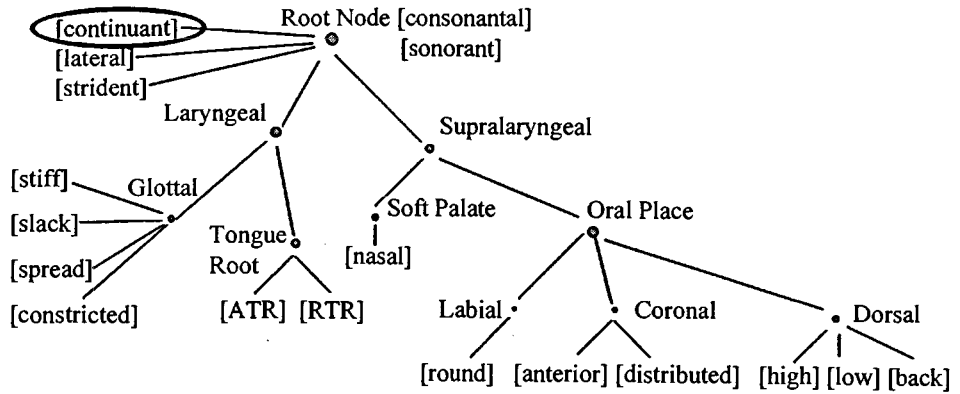 Root Node [consonantal]
[continuant]
[sonorant]
[lateral]
[strident]
Laryngeal
Supralaryngeal
[stiff]
Glottal
Soft Palate
Oral Place
[slack]
Tongue
Root
[nasal]
[spread]
[constricted]
[ATR] [RTR]
Labial
Coronal
Dorsal
[round] [anterior] [distributed] [high] [low] [back]